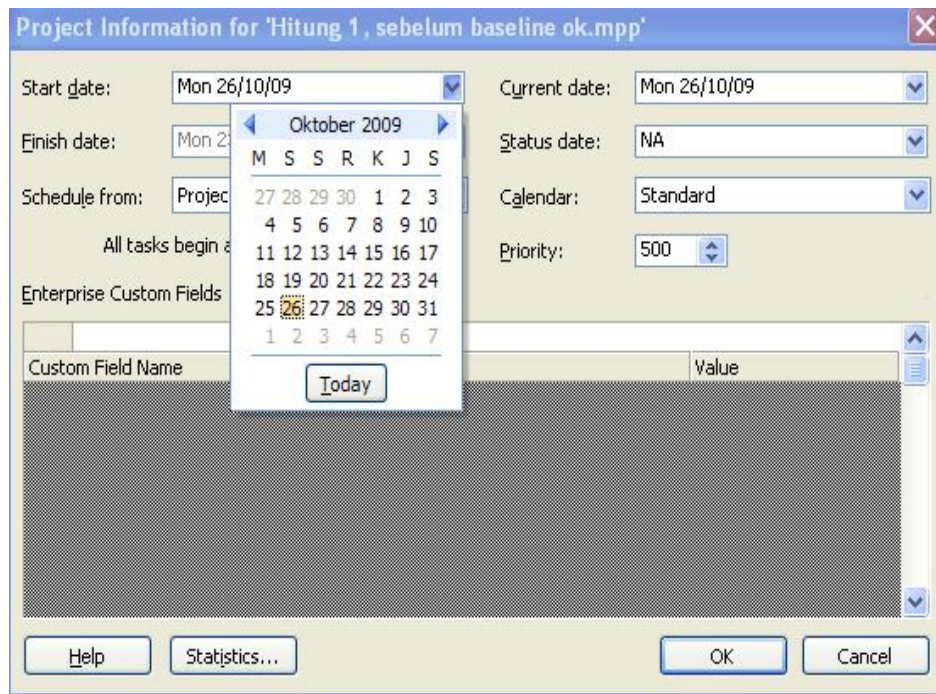 Project Information for 'Hitung 1, sebelum baseline ok.mpp'
Start date: Mon 26/10/09 Current date: Mon 26/10/09
Finish date: Mon Status date: NA
Schedule from: Projec Calendar: Standard
All tasks begin Priority: 500
Enterprise Custom Fields
Oktober 2009
M S S R K J S
27 28 29 30 1 2 3
4 5 6 7 8 9 10
11 12 13 14 15 16 17
18 19 20 21 22 23 24
25 26 27 28 29 30 31
1 2 3 4 5 6 7
Today
Custom Field Name Value
Help Statistics... OK Cancel